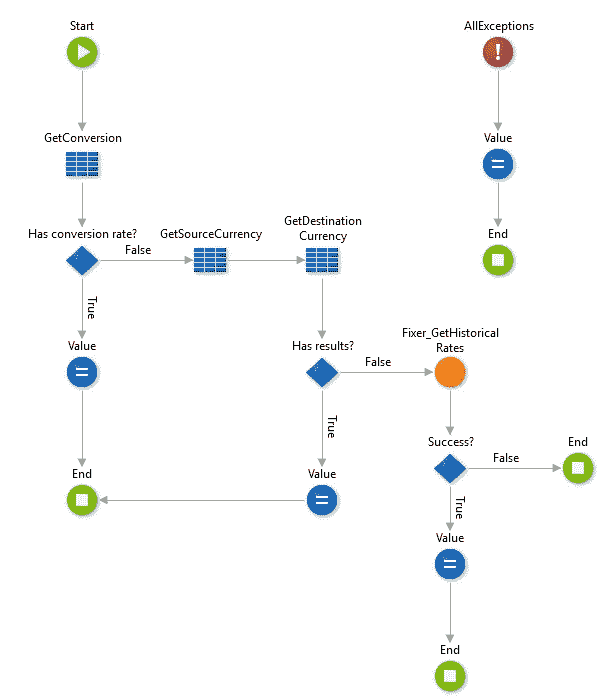 Start
AllExceptions
GetConversion
Value
Has conversion rate?
False
GetSourceCurrency
GetDestination
Currency
End
True
Value
Has results?
False
Fixer_GetHistorical
Rates
True
Success?
False
End
End
Value
True
Value
End